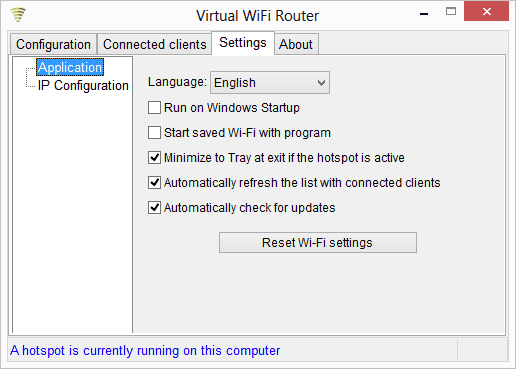 Virtual WiFi Router
Configuration Connected clients Settings About
Application
IP Configuration
Language: English
Run on Windows Startup
Start saved Wi-Fi with program
Minimize to Tray at exit if the hotspot is active
Automatically refresh the list with connected clients
Automatically check for updates
Reset Wi-Fi settings
A hotspot is currently running on this computer